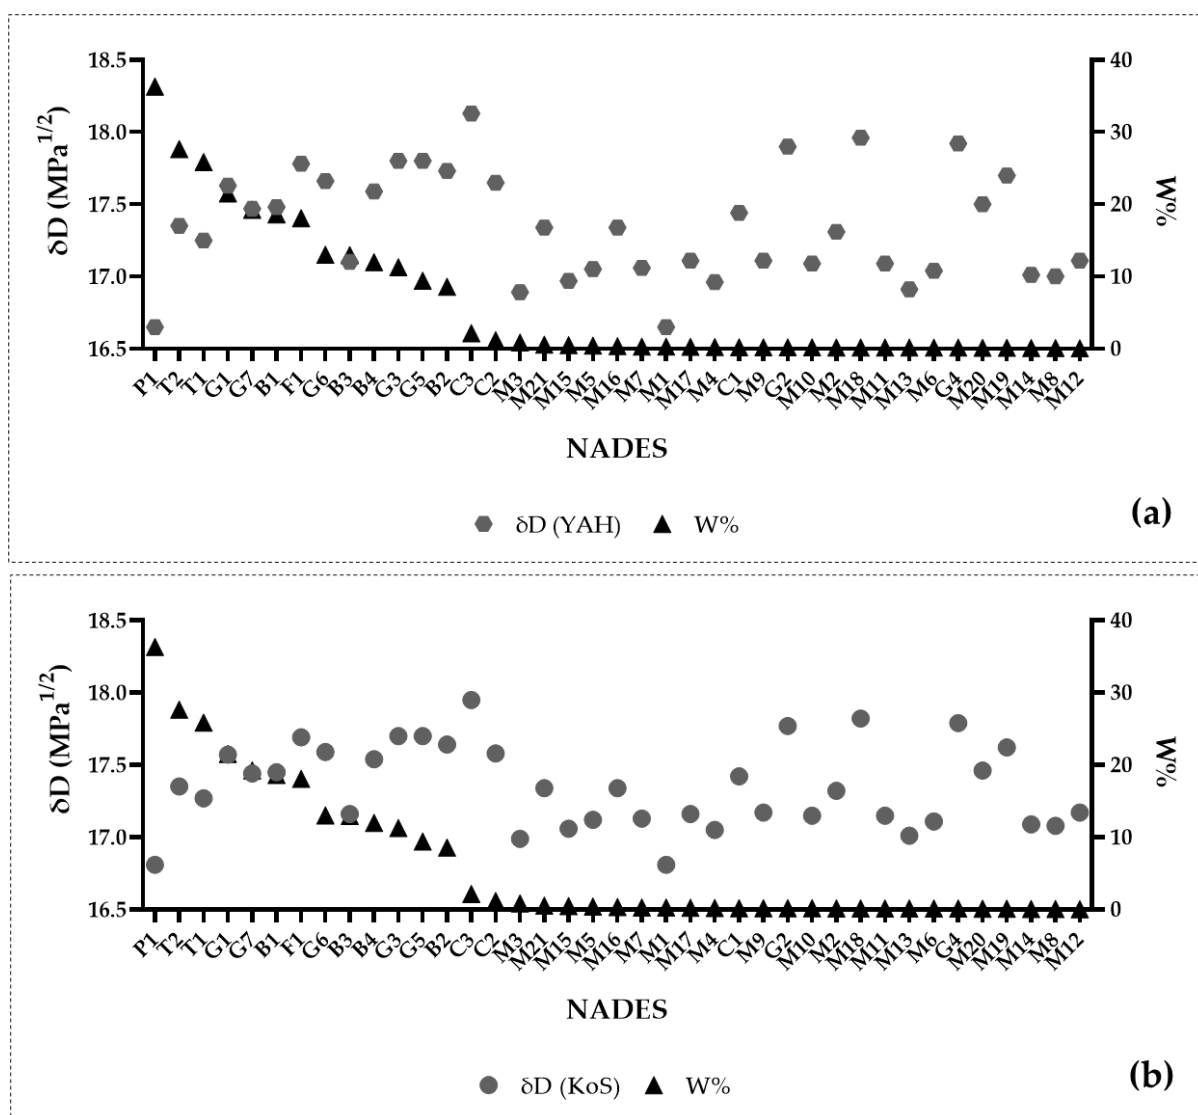 18.5
18.0
17.5
17.0
16.5
δD (MPa1/2)
40
30
20
10
0
W%
P1 T2 T1 G1 G7 B1 F1 G6 B3 B4 G3 G5 B2 C3 C2 M3 M21 M15 M5 M16 M7 M1 M17 M4 C1 M9 G2 M10 M2 M18 M11 M13 M6 G4 M20 M19 M14 M8 M12
NADES
δD (YAH) W%
(a)
18.5
18.0
17.5
17.0
16.5
δD (MPa1/2)
40
30
20
10
0
W%
P1 T2 T1 G1 G7 B1 F1 G6 B3 B4 G3 G5 B2 C3 C2 M3 M21 M15 M5 M16 M7 M1 M17 M4 C1 M9 G2 M10 M2 M18 M11 M13 M6 G4 M20 M19 M14 M8 M12
NADES
δD (KoS) W%
(b)